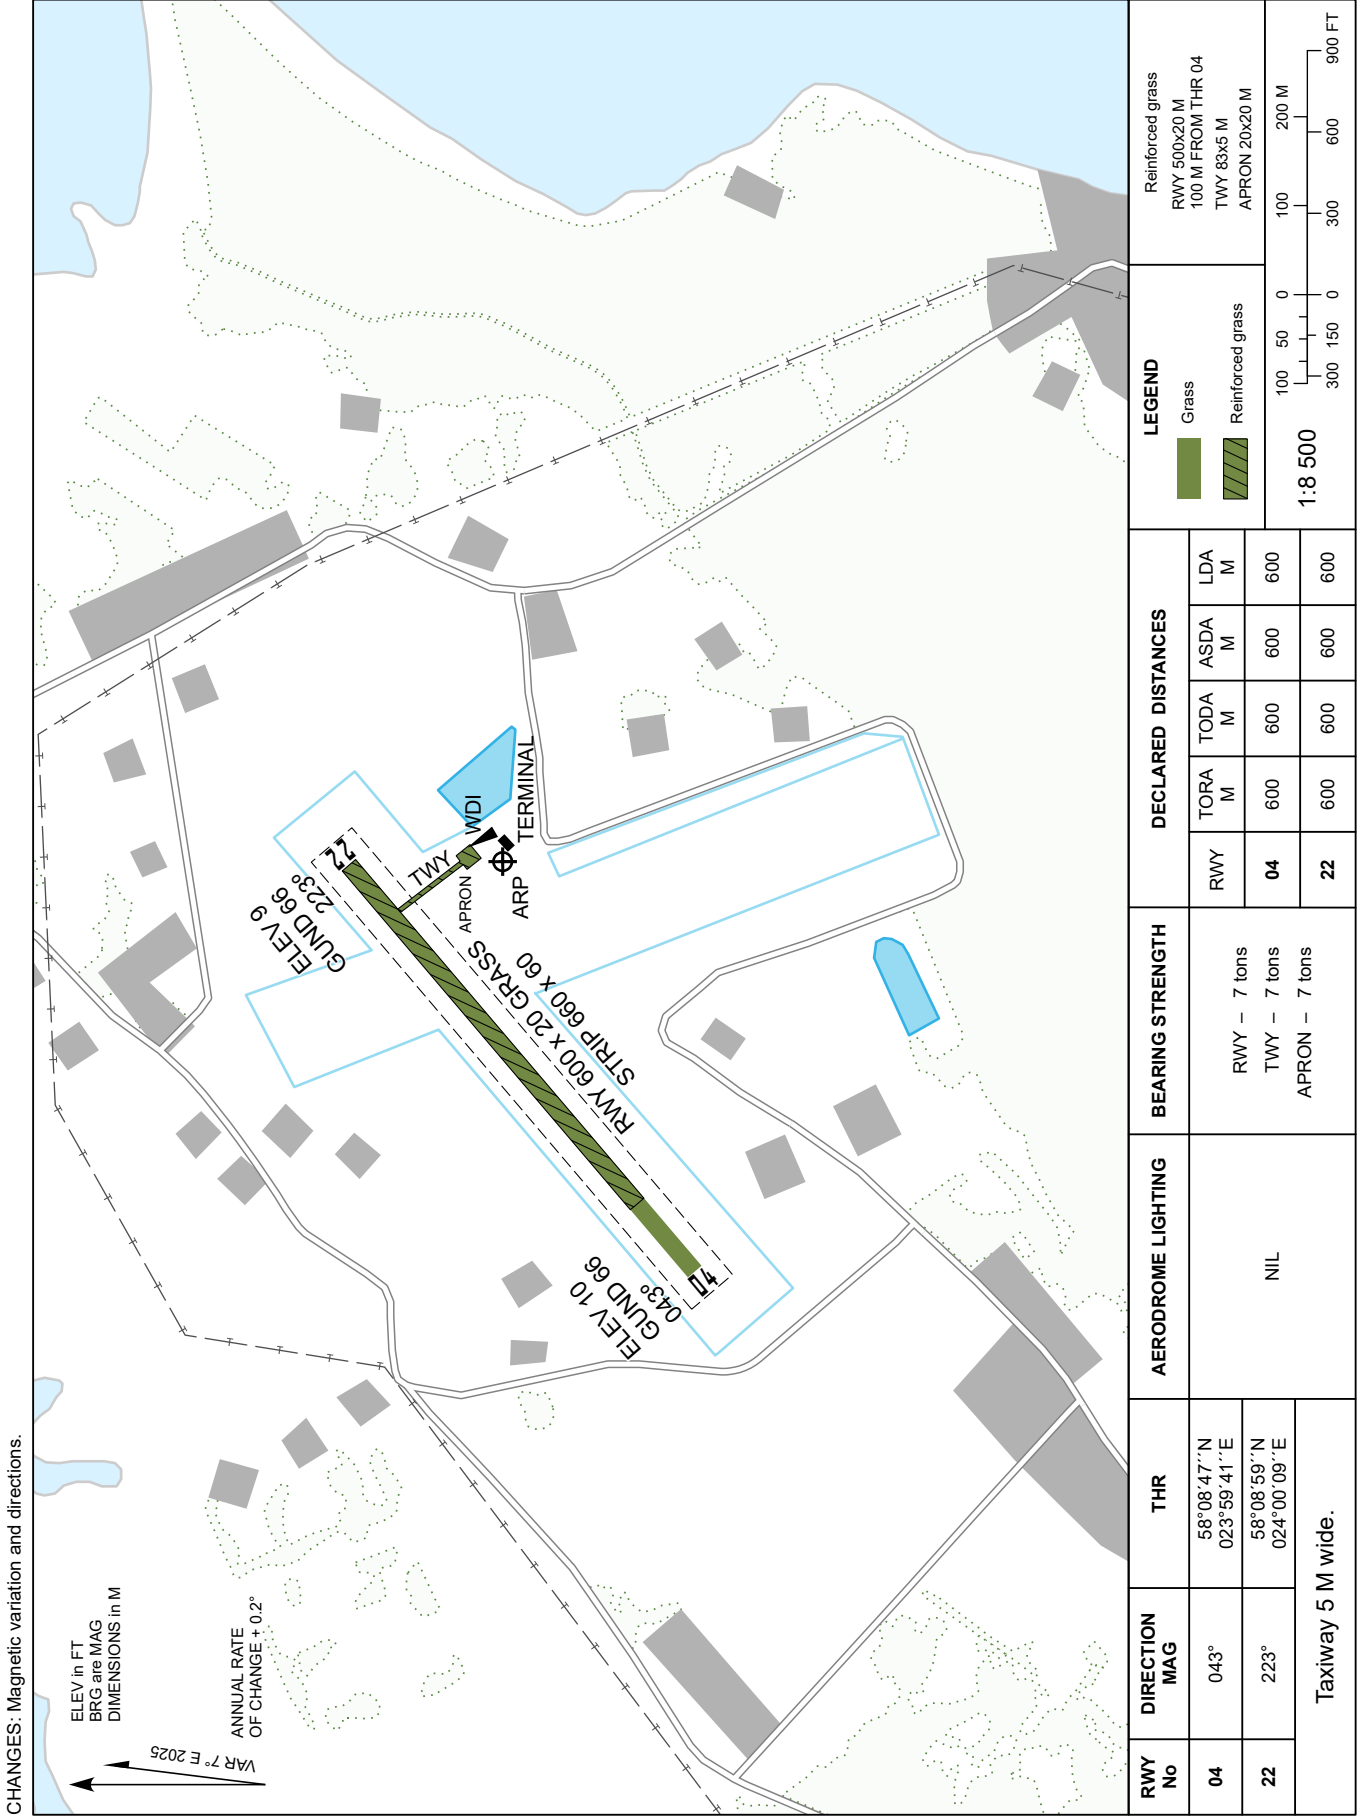 CHANGES: Magnetic variation and directions.
ELEV in FT
BRG are MAG
DIMENSIONS in M
VAR 7° E 2025
ANNUAL RATE
OF CHANGE + 0.2°
ELEV 9
GUND 66
223°
22
TWY
APRON
WDI
TERMINAL
ARP
RWY 600 x 20 GRASS
STRIP 660 x 60
ELEV 10
GUND 66
043°
04
RWY No
DIRECTION MAG
THR
AERODROME LIGHTING
BEARING STRENGTH
04
043°
58°08´47´´N
023°59´41´´E
22
223°
58°08´59´´N
024°00´09´´E
Taxiway 5 M wide.
NIL
RWY – 7 tons
TWY – 7 tons
APRON – 7 tons
DECLARED DISTANCES
RWY TORA M TODA M ASDA M LDA M
04 600 600 600 600
22 600 600 600 600
LEGEND
Grass
Reinforced grass
Reinforced grass
RWY 500x20 M
100 M FROM THR 04
TWY 83x5 M
APRON 20x20 M
1:8 500
100 50 0 100 200 M
300 150 0 300 600 900 FT